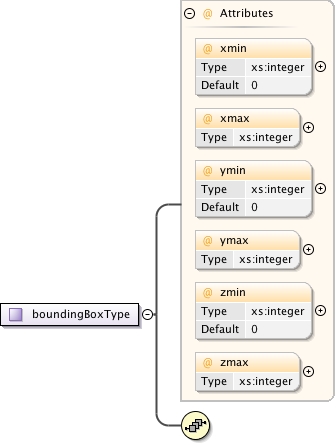 @ Attributes
@ xmin
Type xs:integer
Default 0
@ xmax
Type xs:integer
@ ymin
Type xs:integer
Default 0
@ ymax
Type xs:integer
boundingBoxType
@ zmin
Type xs:integer
Default 0
@ zmax
Type xs:integer